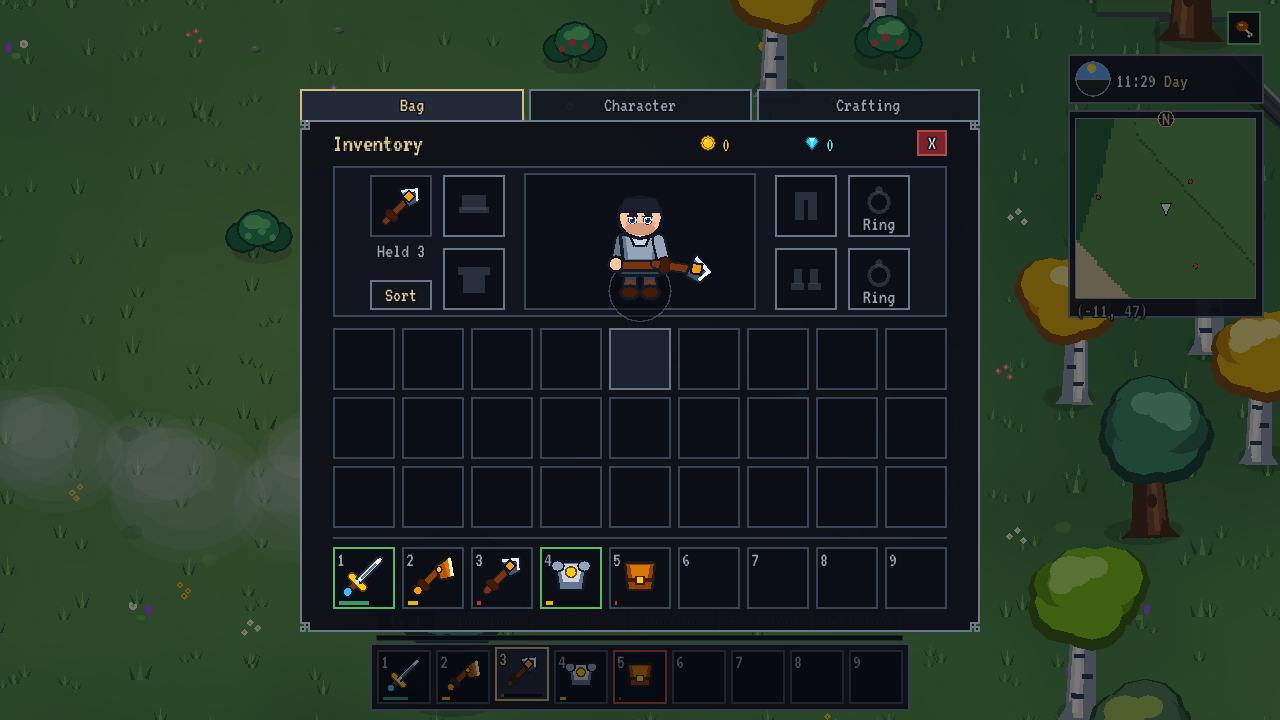 Bag
Character
Crafting
Inventory
0
0
X
Held 3
Sort
Ring
Ring
1 2 3 4 5 6 7 8 9
1 2 3 4 5 6 7 8 9
11:29 Day
N
(-11, 47)